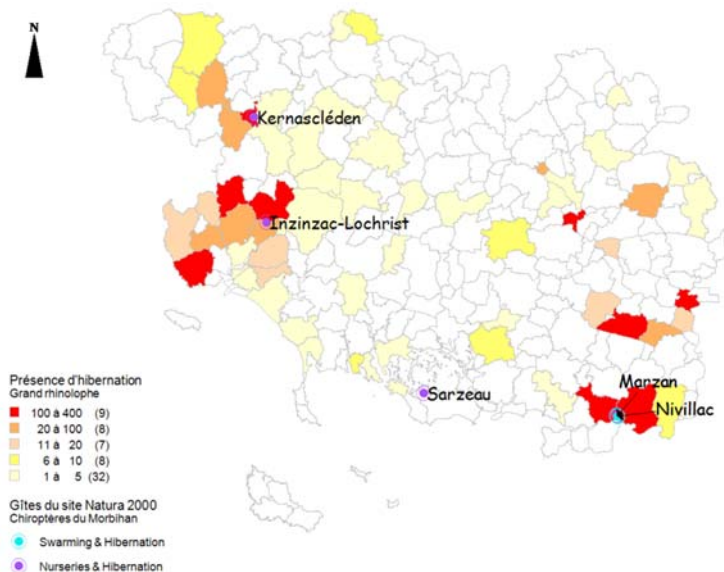 N
Kernascléden
Inzinzac-Lochrist
Sarzeau
Marzan
Nivillac
Présence d'hibernation
Grand rhinolophe
100 à 400 (9)
20 à 100 (8)
11 à 20 (7)
6 à 10 (8)
1 à 5 (32)
Gîtes du site Natura 2000
Chiroptères du Morbihan
Swarming & Hibernation
Nurseries & Hibernation